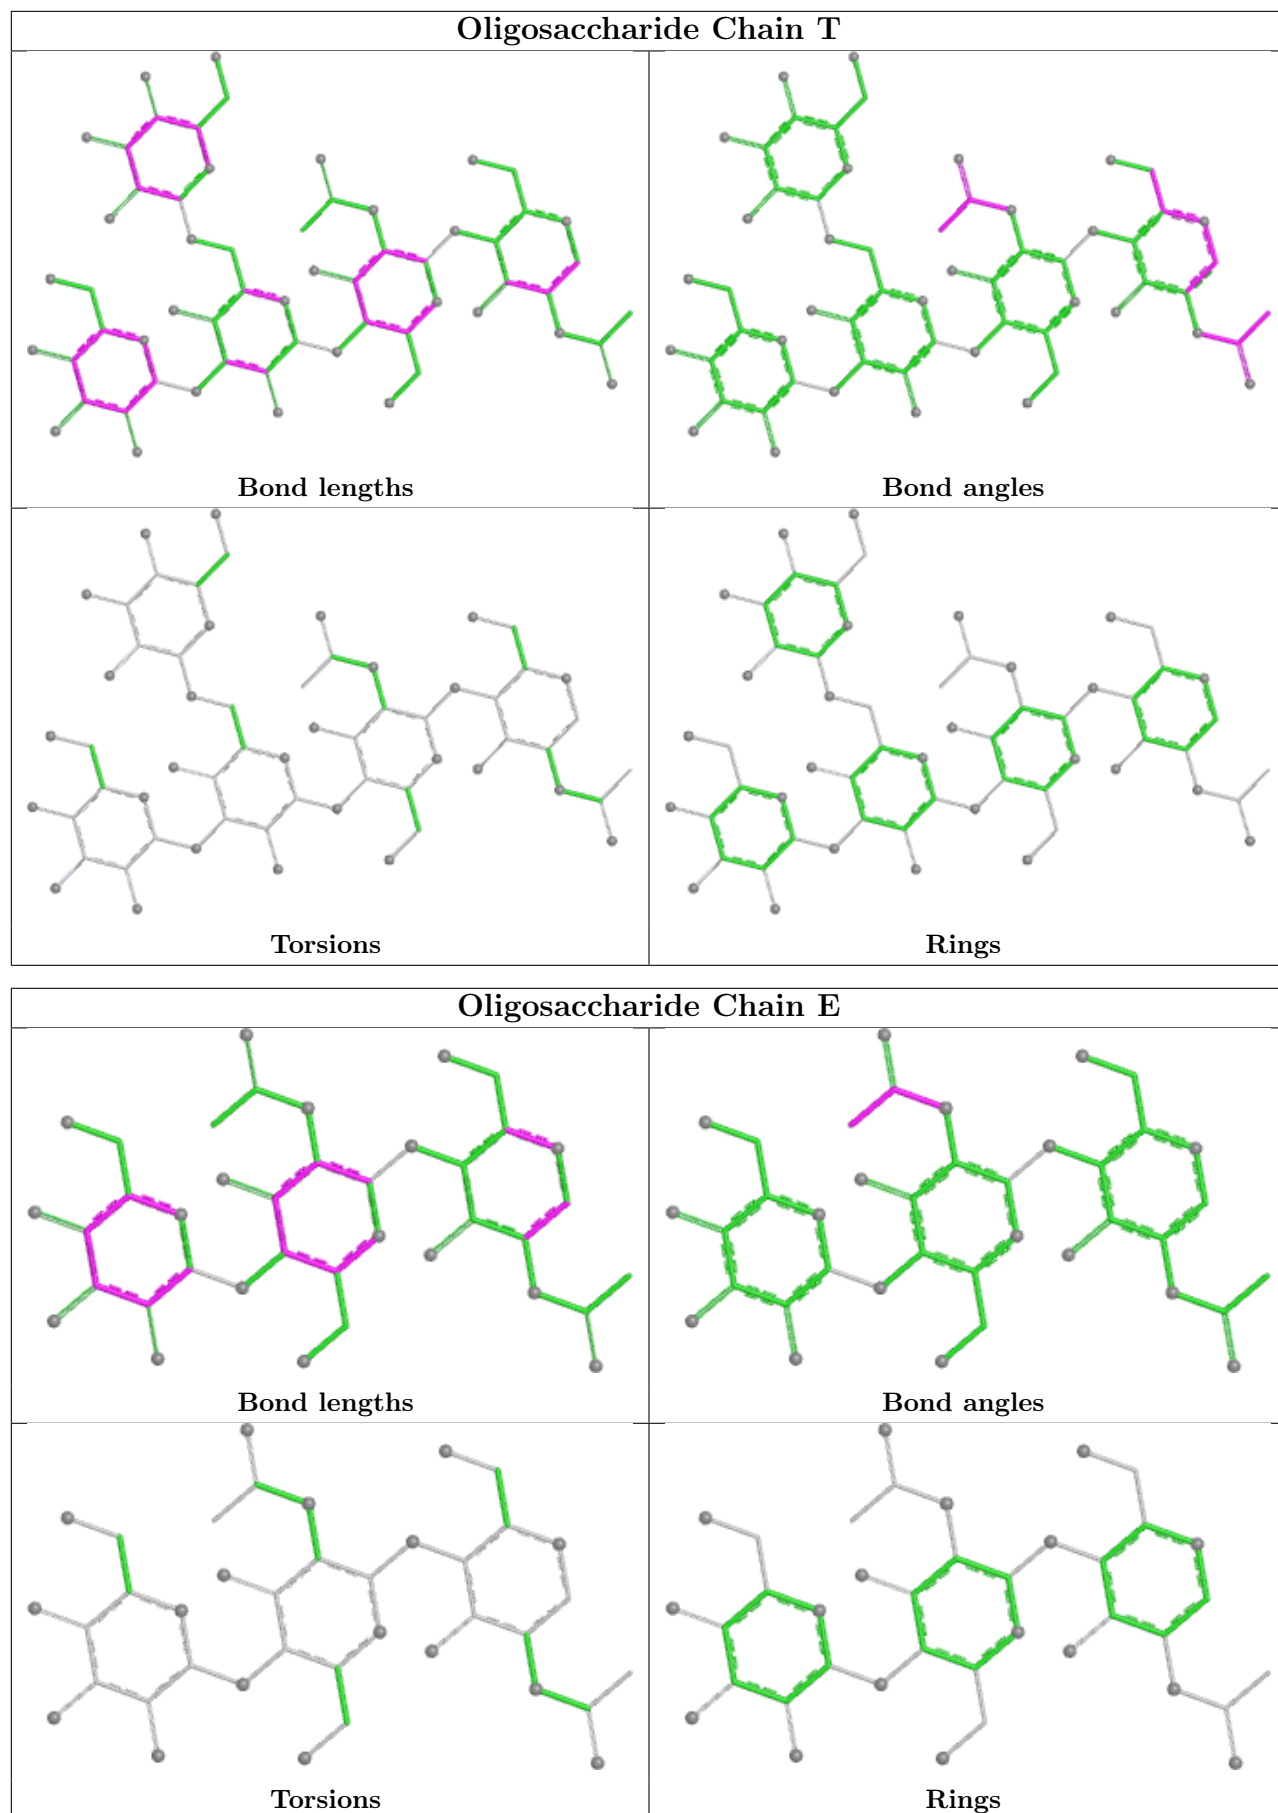 Oligosaccharide Chain T
Bond lengths
Bond angles
Torsions
Rings
Oligosaccharide Chain E
Bond lengths
Bond angles
Torsions
Rings